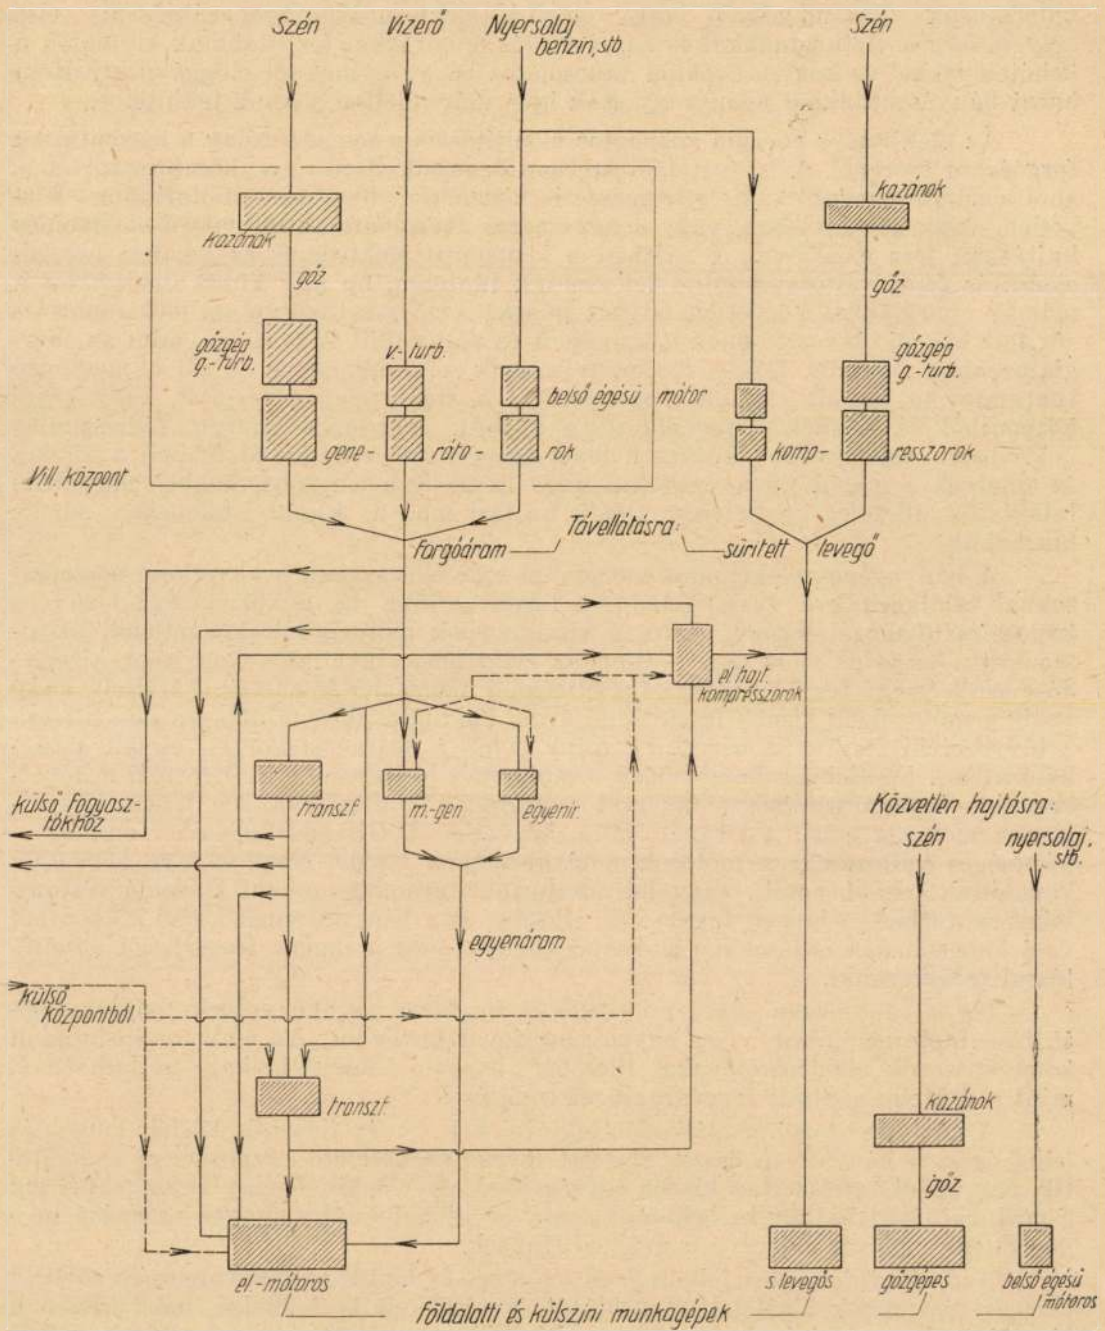 Szén
Vízerő
Nyersolaj
benzin, stb
Szén
kazánok
kazánok
gőz
gőz
gőzgép
g.-turb.
v.-turb.
gőzgép
g-turb.
belső égésű mótor
gene-
ráto-
rok
komp-
resszorok
Vill. központ
Távellátásra:
forgóáram
sűrített
levegő
el. hajt.
kompresszorok
külső fogyasz-
tókhoz
transzf.
m.-gen.
egyenir.
Közvetlen hajtásra:
szén
nyersolaj.
stb.
egyenáram
külső
központból
transzf.
kazánok
gőz
el.-mótoros
s. levegős
gőzgépes
belső égésű
mótoros
Földalatti és külszini munkagépek